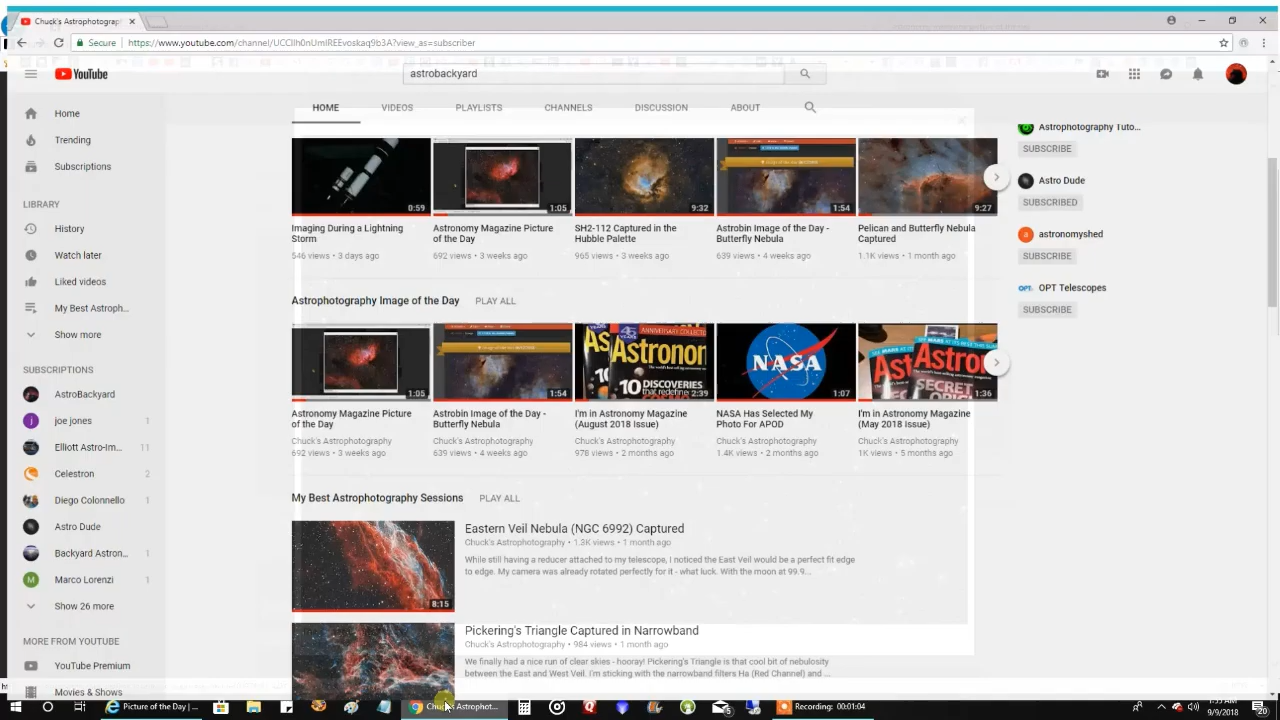 Chuck's Astrophotograph
Secure
https://www.youtube.com/channel/UCCIlh0nUmIREEvoskaq9b3A?view_as=subscriber
YouTube
astrobackyard
HOME
VIDEOS
PLAYLISTS
CHANNELS
DISCUSSION
ABOUT
Home
Trending
Subscriptions
LIBRARY
History
Watch later
Liked videos
My Best Astroph...
Show more
SUBSCRIPTIONS
AstroBackyard
joe jones 1
Elliott Astro-Im... 11
Celestron 2
Diego Colonnello 1
Astro Dude
Backyard Astron... 1
Marco Lorenzi 1
Show 26 more
MORE FROM YOUTUBE
YouTube Premium
Movies & Shows
0:59
1:05
9:32
1:54
9:27
Imaging During a Lightning
Storm
546 views • 3 days ago
Astronomy Magazine Picture
of the Day
692 views • 3 weeks ago
SH2-112 Captured in the
Hubble Palette
965 views • 3 weeks ago
Astrobin Image of the Day -
Butterfly Nebula
639 views • 4 weeks ago
Pelican and Butterfly Nebula
Captured
1.1K views • 1 month ago
Astrophotography Image of the Day
PLAY ALL
1:05
1:54
45
YEARS
ANNIVERSARY COLLECTO
Astronom
10 DISCOVERIES
that redefine
2:39
NASA
1:07
SECRET
1:36
Astronomy Magazine Picture
of the Day
Chuck's Astrophotography
692 views • 3 weeks ago
Astrobin Image of the Day -
Butterfly Nebula
Chuck's Astrophotography
639 views • 4 weeks ago
I'm in Astronomy Magazine
(August 2018 Issue)
Chuck's Astrophotography
978 views • 2 months ago
NASA Has Selected My
Photo For APOD
Chuck's Astrophotography
1.4K views • 2 months ago
I'm in Astronomy Magazine
(May 2018 Issue)
Chuck's Astrophotography
1K views • 5 months ago
My Best Astrophotography Sessions
PLAY ALL
8:15
Eastern Veil Nebula (NGC 6992) Captured
Chuck's Astrophotography • 1.3K views • 1 month ago
While still having a reducer attached to my telescope, I noticed the East Veil would be a perfect fit edge
to edge. My camera was already rotated perfectly for it - what luck. With the moon at 99.9...
Pickering's Triangle Captured in Narrowband
Chuck's Astrophotography • 984 views • 1 month ago
We finally had a nice run of clear skies - hooray! Pickering's Triangle is that cool bit of nebulosity
between the East and West Veil. I'm sticking with the narrowband filters Ha (Red Channel) and ...
Astrophotography Tuto...
SUBSCRIBE
Astro Dude
SUBSCRIBED
astronomyshed
SUBSCRIBE
OPT Telescopes
SUBSCRIBE
Picture of the Day | ...
Chuck's Astrophot...
Recording: 00:01:04
9/9/2018
20